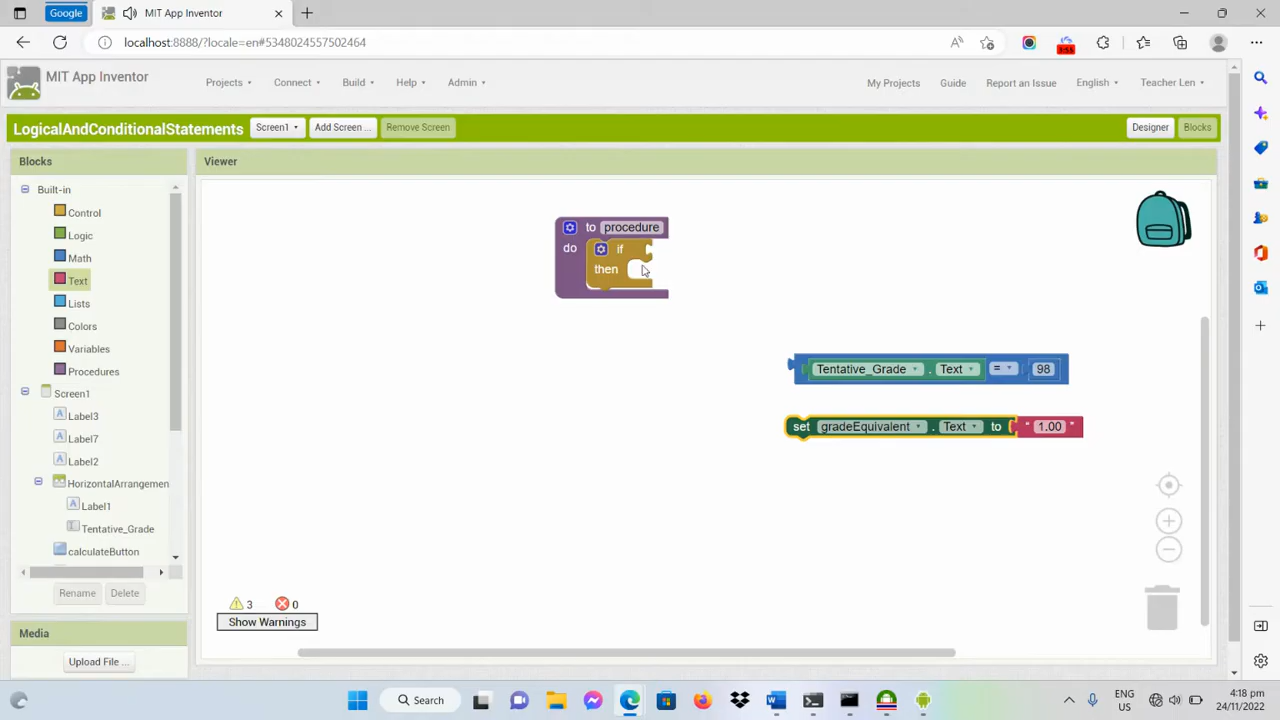 Google
MIT App Inventor
localhost:8888/?locale=en#5348024557502464
3:55
MIT App Inventor
Projects
Connect
Build
Help
Admin
My Projects
Guide
Report an Issue
English
Teacher Len
LogicalAndConditionalStatements
Screen1
Add Screen ...
Remove Screen
Designer
Blocks
Blocks
Viewer
Built-in
Control
Logic
Math
Text
Lists
Colors
Variables
Procedures
Screen1
Label3
Label7
Label2
HorizontalArrangemen
Label1
Tentative_Grade
calculateButton
Rename
Delete
Media
Upload File ...
to procedure
do
if
then
Tentative_Grade . Text = 98
set gradeEquivalent . Text to “ 1.00 ”
3
0
Show Warnings
Search
ENG
US
4:18 pm
24/11/2022